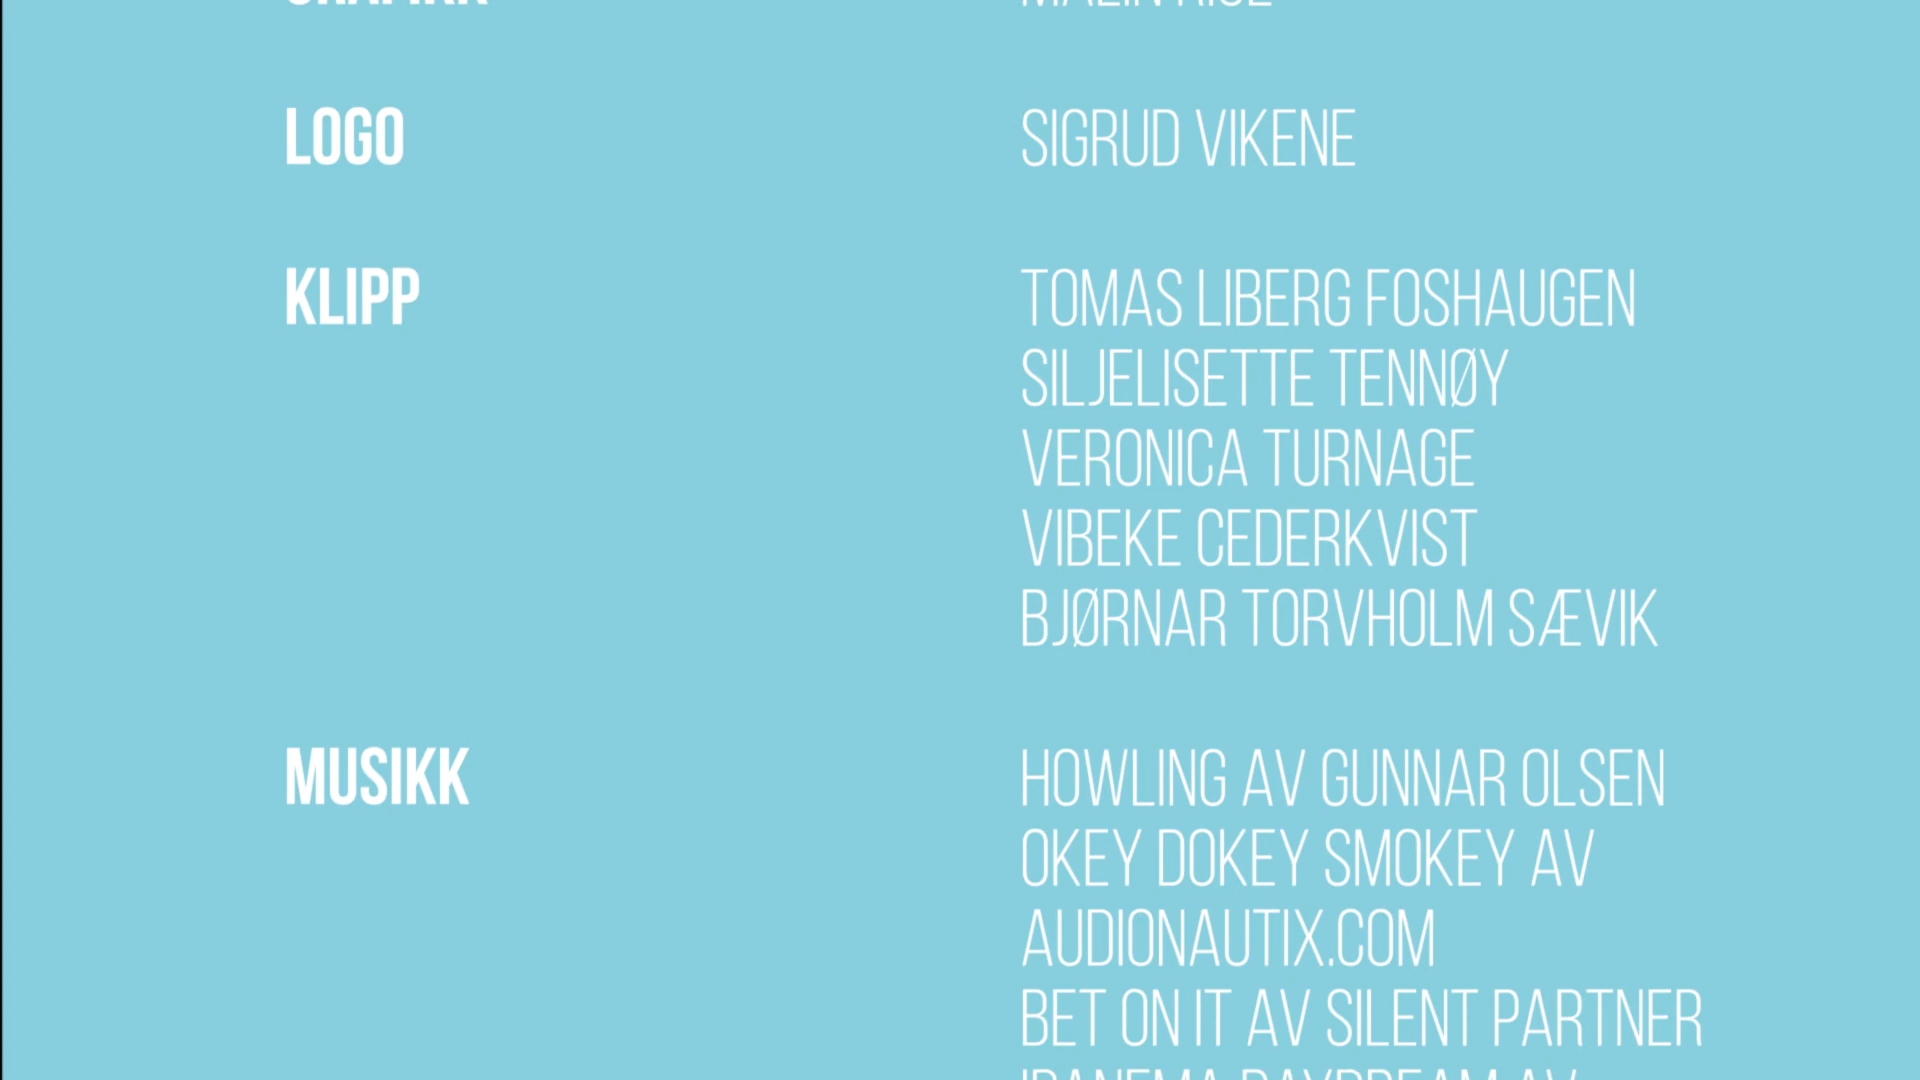 LOGO SIGRUD VIKENE
KLIPP TOMAS LIBERG FOSHAUGEN
SILJELISETTE TENNØY
VERONICA TURNAGE
VIBEKE CEDERKVIST
BJØRNAR TORVHOLM SÆVIK
MUSIKK HOWLING AV GUNNAR OLSEN
OKEY DOKEY SMOKEY AV
AUDIONAUTIX.COM
BET ON IT AV SILENT PARTNER